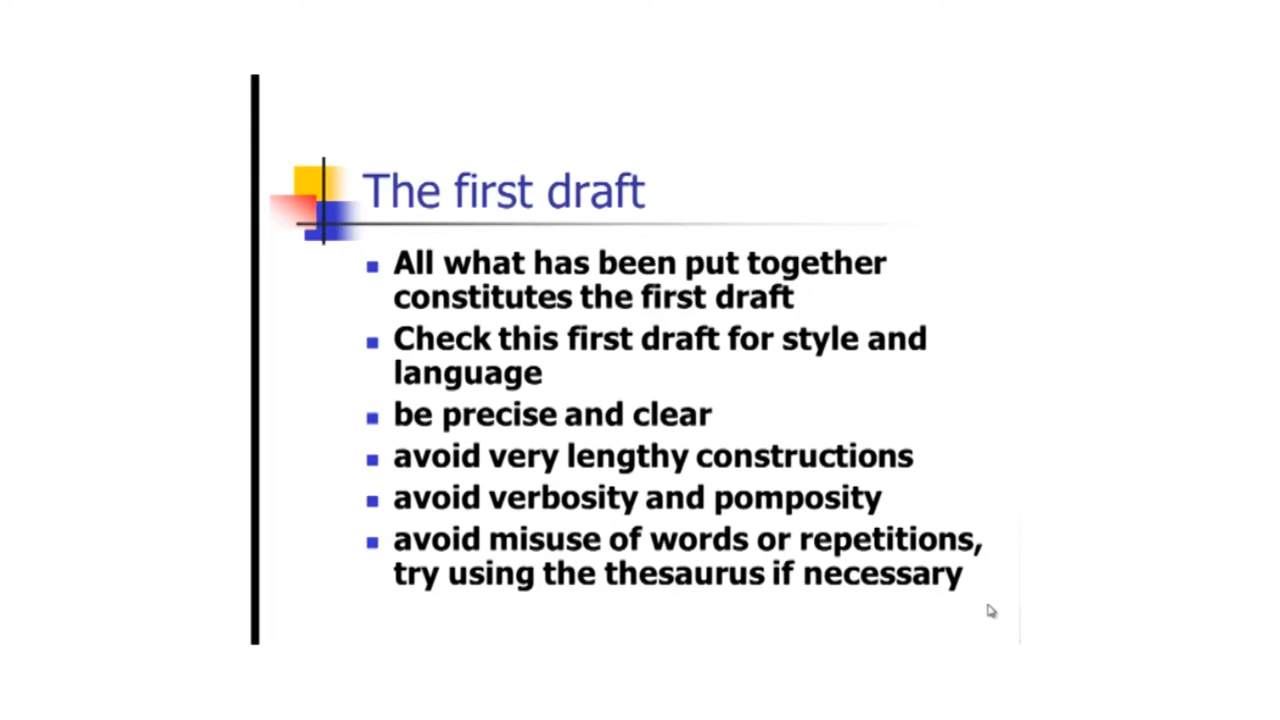 The first draft
All what has been put together
constitutes the first draft
Check this first draft for style and
language
be precise and clear
avoid very lengthy constructions
avoid verbosity and pomposity
avoid misuse of words or repetitions,
try using the thesaurus if necessary